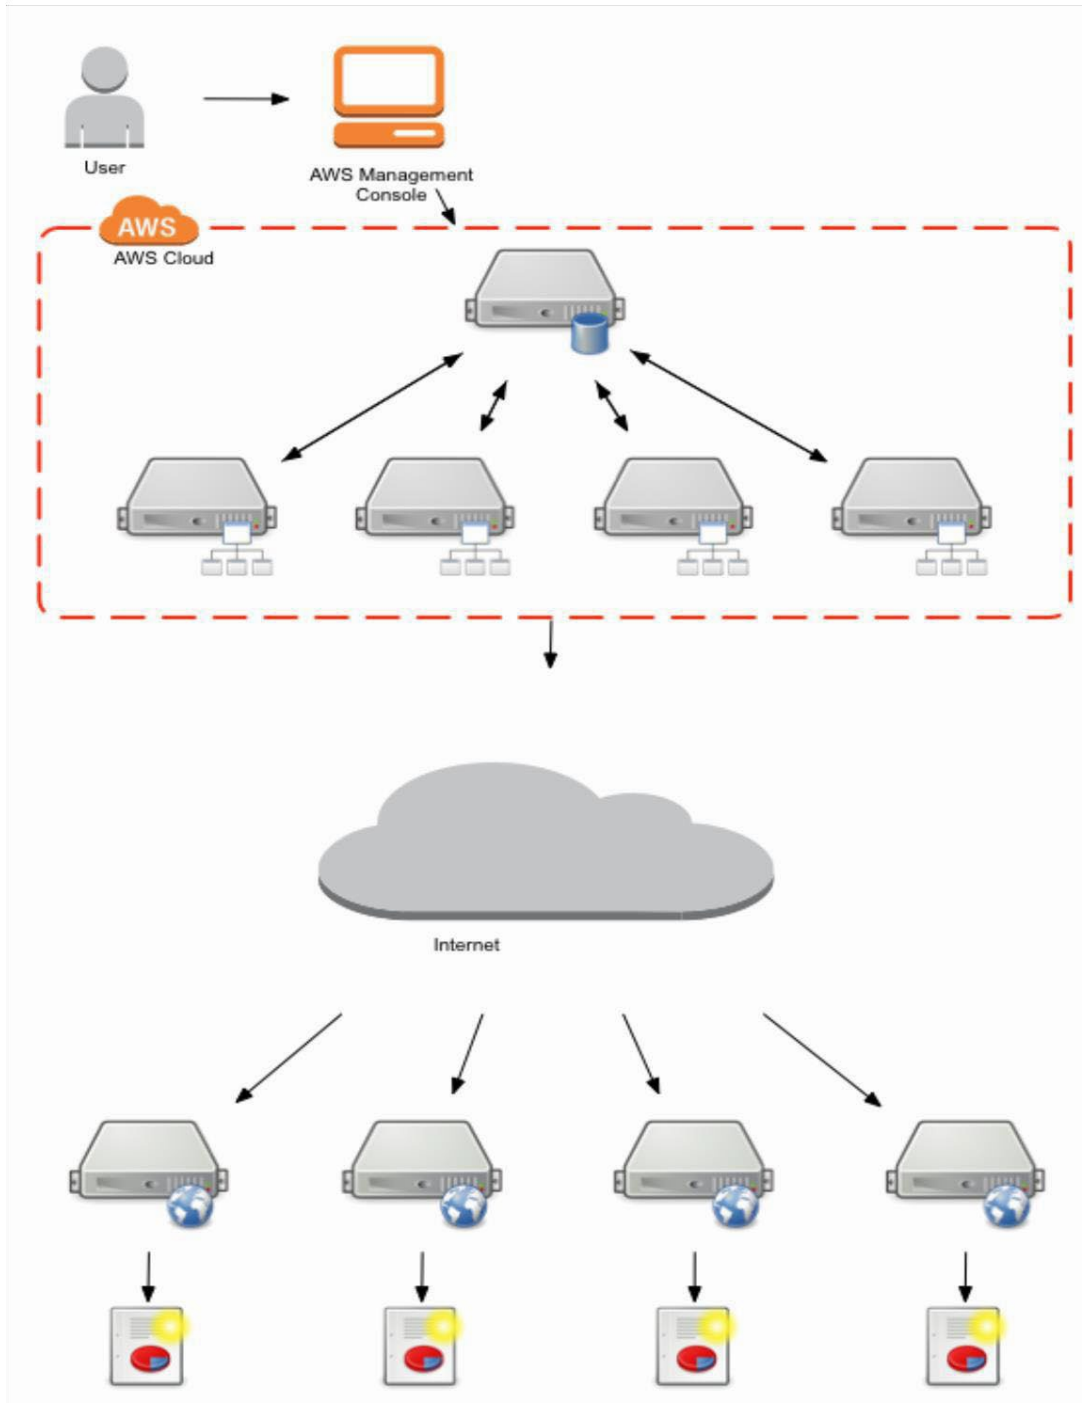 User
AWS Management
Console
AWS
AWS Cloud
Internet